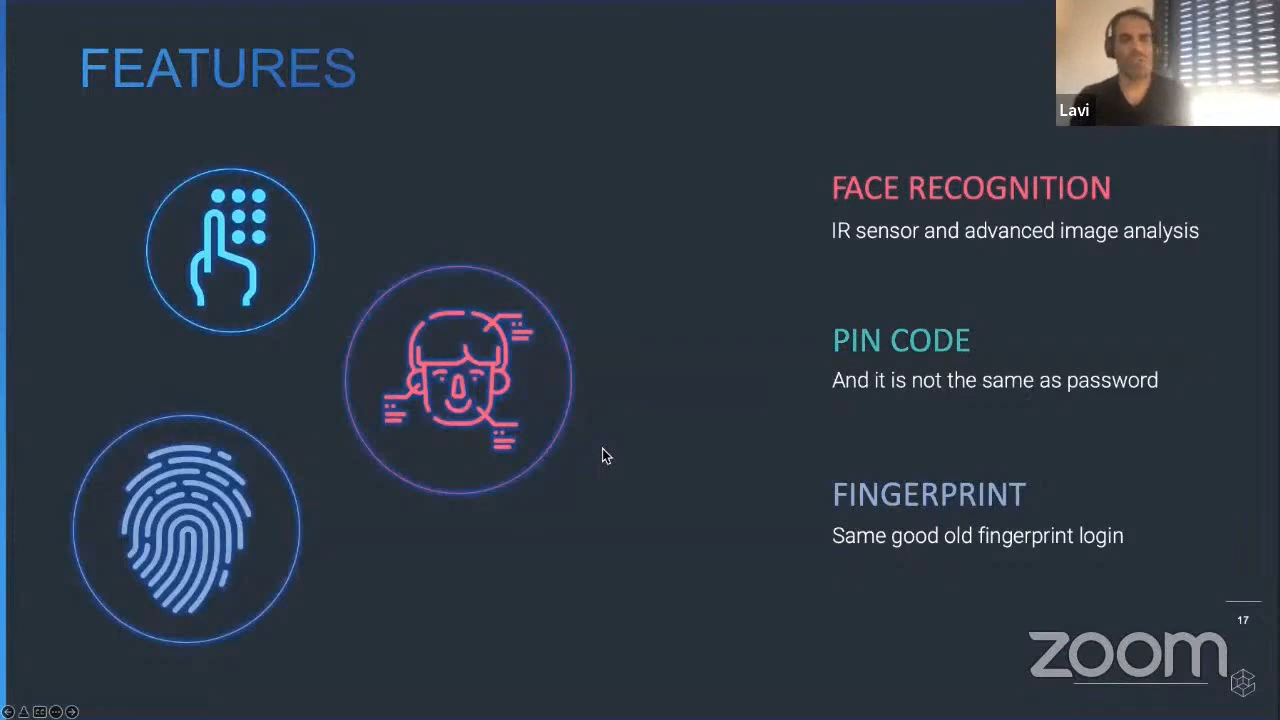 FEATURES
Lavi
FACE RECOGNITION
IR sensor and advanced image analysis
PIN CODE
And it is not the same as password
FINGERPRINT
Same good old fingerprint login
17
zoom